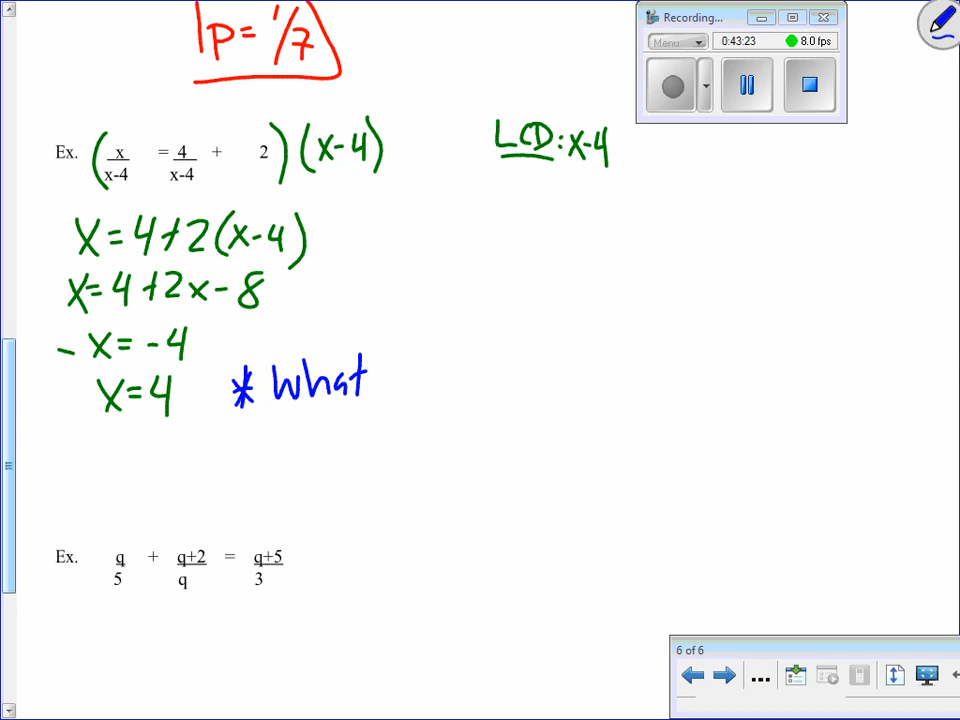 p = 1/7
Recording...
Menu
0:43:23
8.0 fps
Ex. ( x/x-4 = 4/x-4 + 2 ) (x-4)
LCD: x-4
x = 4+2(x-4)
x = 4+2x-8
-x = -4
x = 4 * What
Ex. q/5 + q+2/q = q+5/3
6 of 6